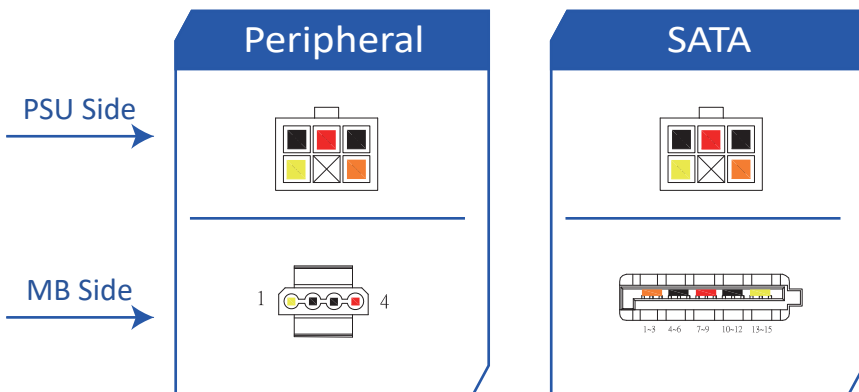 Peripheral
SATA
PSU Side
MB Side
1
4
1~3 4~6 7~9 10~12 13~15